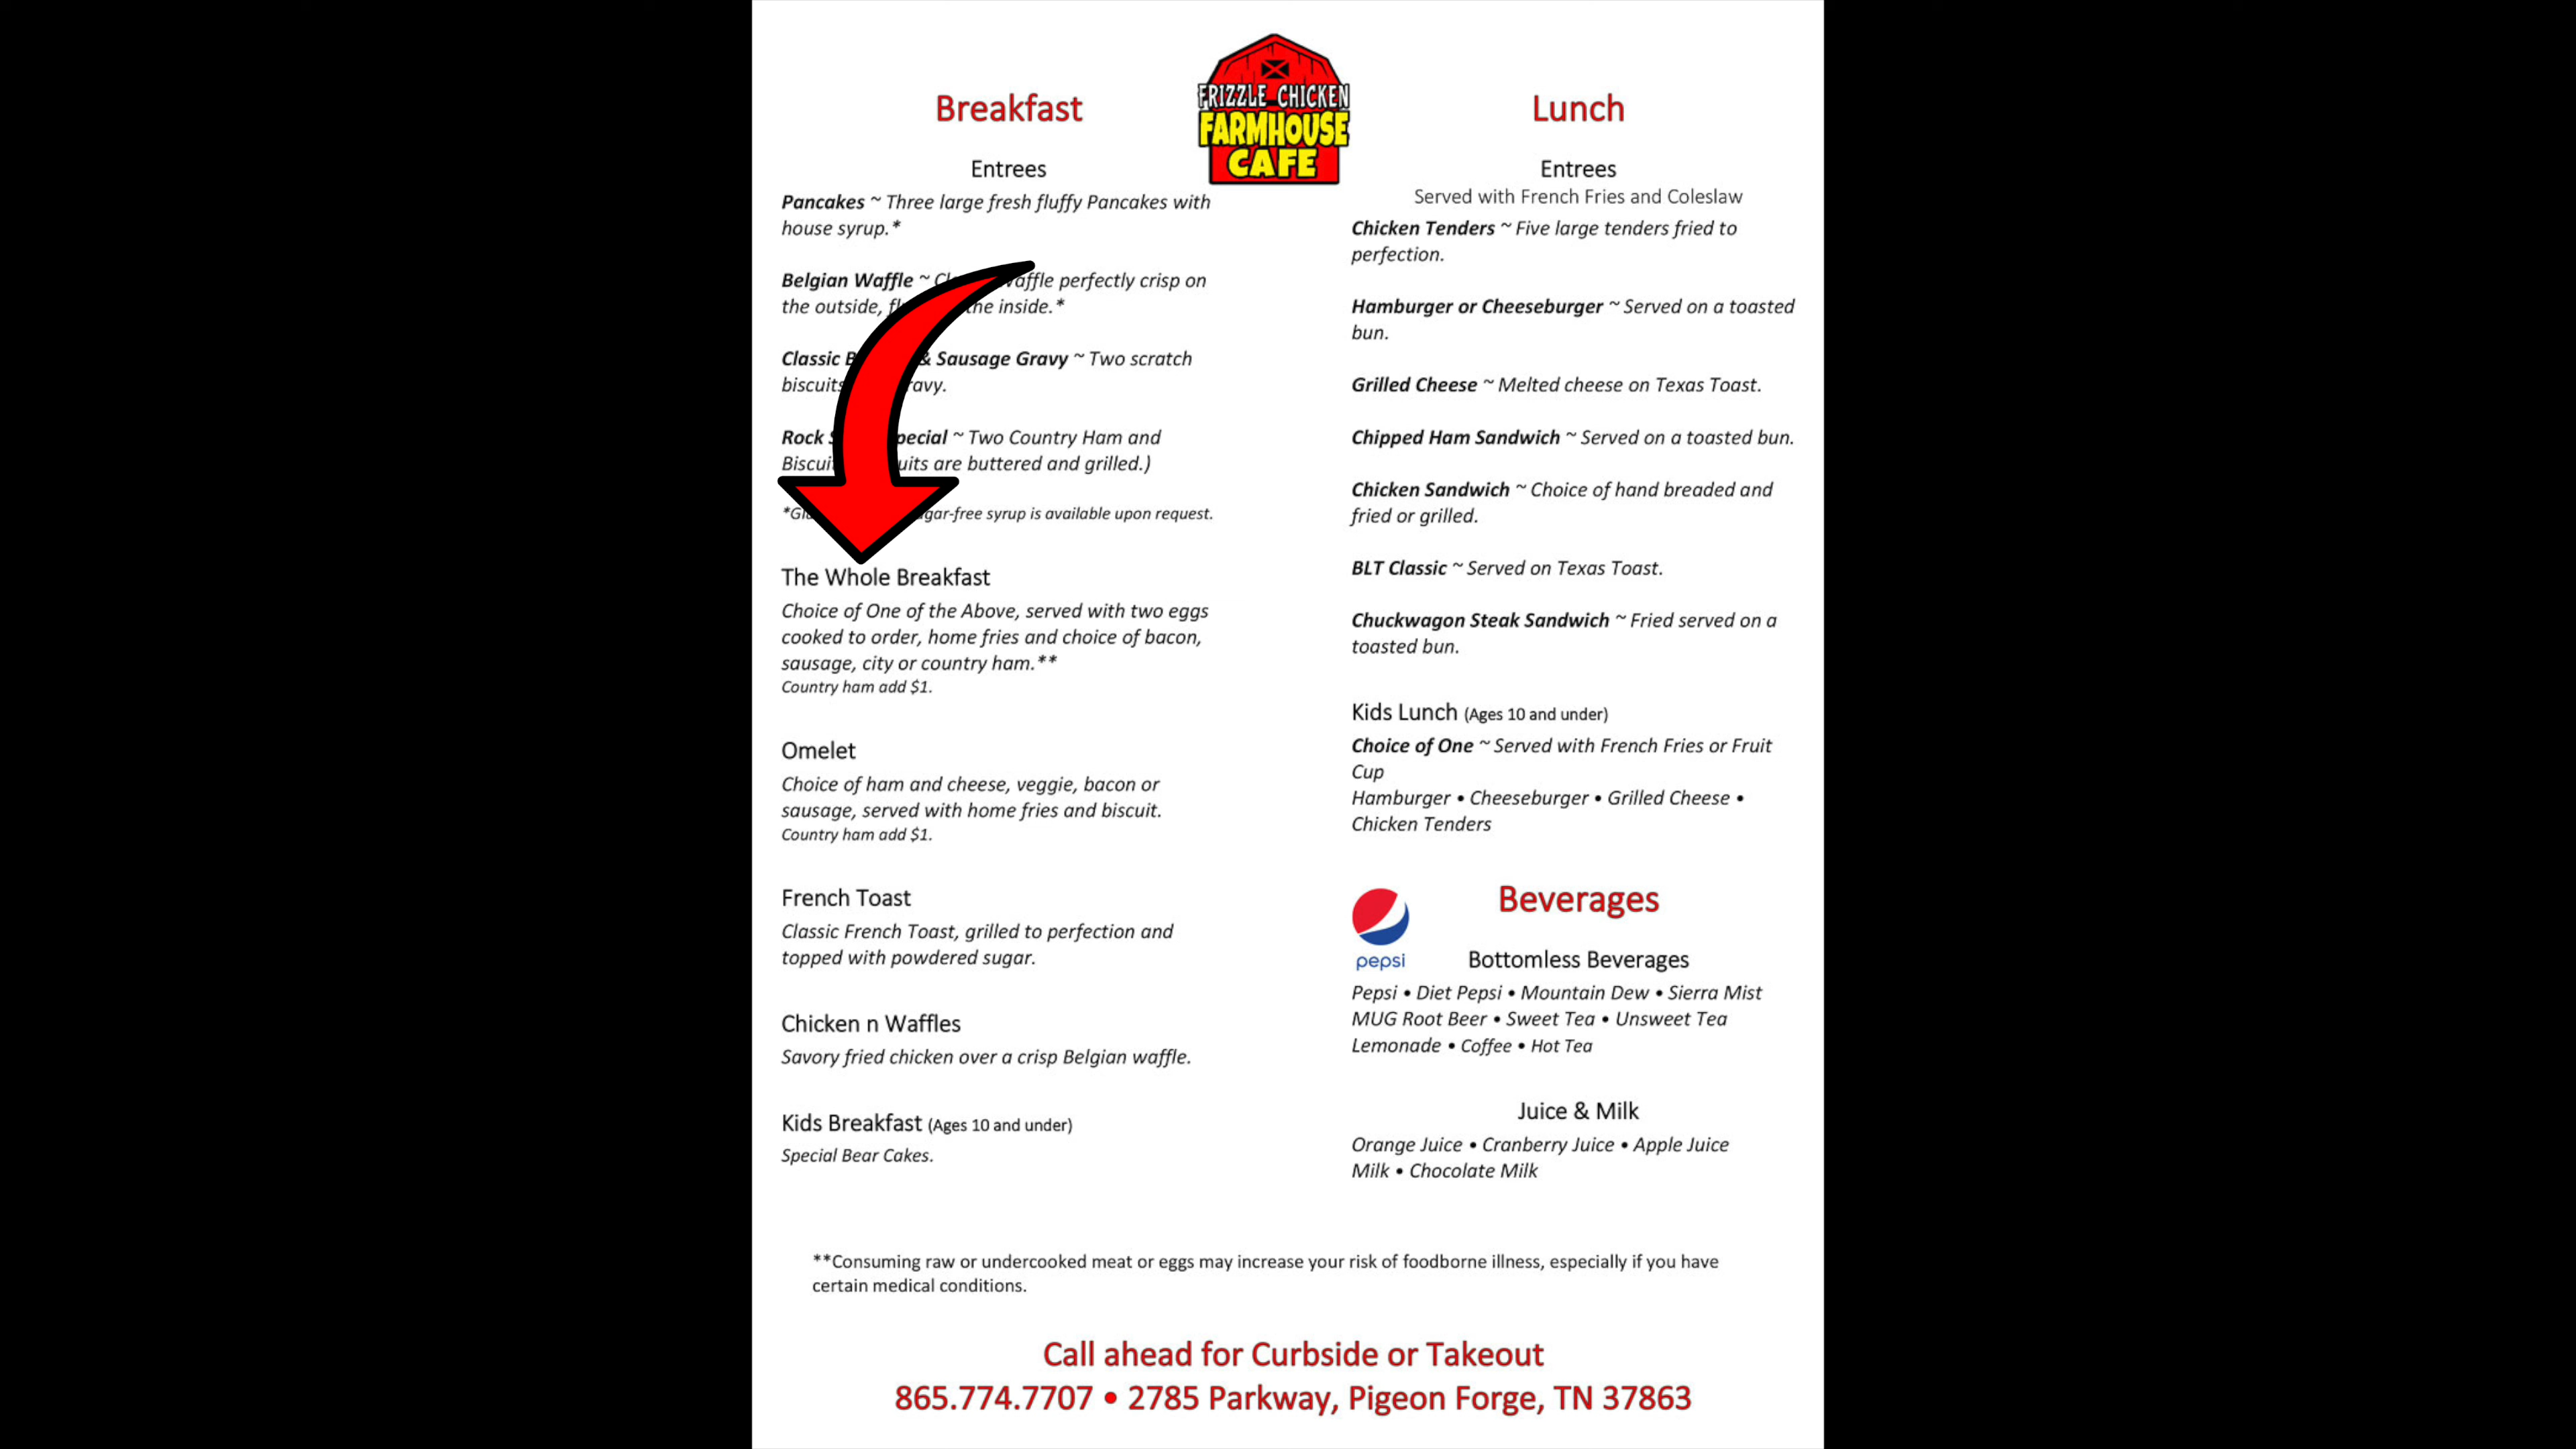 FRIZZLE CHICKEN
FARMHOUSE
CAFE
Breakfast
Entrees
Pancakes ~ Three large fresh fluffy Pancakes with
house syrup.*
Belgian Waffle ~ waffle perfectly crisp on
the outside, the inside.*
Classic & Sausage Gravy ~ Two scratch
biscuits
Rock Special ~ Two Country Ham and
are buttered and grilled.)
syrup is available upon request.
The Whole Breakfast
Choice of One of the Above, served with two eggs
cooked to order, home fries and choice of bacon,
sausage, city or country ham.**
Country ham add $1.
Omelet
Choice of ham and cheese, veggie, bacon or
sausage, served with home fries and biscuit.
Country ham add $1.
French Toast
Classic French Toast, grilled to perfection and
topped with powdered sugar.
Chicken n Waffles
Savory fried chicken over a crisp Belgian waffle.
Kids Breakfast (Ages 10 and under)
Special Bear Cakes.
Lunch
Entrees
Served with French Fries and Coleslaw
Chicken Tenders ~ Five large tenders fried to
perfection.
Hamburger or Cheeseburger ~ Served on a toasted
bun.
Grilled Cheese ~ Melted cheese on Texas Toast.
Chipped Ham Sandwich ~ Served on a toasted bun.
Chicken Sandwich ~ Choice of hand breaded and
fried or grilled.
BLT Classic ~ Served on Texas Toast.
Chuckwagon Steak Sandwich ~ Fried served on a
toasted bun.
Kids Lunch (Ages 10 and under)
Choice of One ~ Served with French Fries or Fruit
Cup
Hamburger • Cheeseburger • Grilled Cheese •
Chicken Tenders
pepsi
Beverages
Bottomless Beverages
Pepsi • Diet Pepsi • Mountain Dew • Sierra Mist
MUG Root Beer • Sweet Tea • Unsweet Tea
Lemonade • Coffee • Hot Tea
Juice & Milk
Orange Juice • Cranberry Juice • Apple Juice
Milk • Chocolate Milk
**Consuming raw or undercooked meat or eggs may increase your risk of foodborne illness, especially if you have
certain medical conditions.
Call ahead for Curbside or Takeout
865.774.7707 • 2785 Parkway, Pigeon Forge, TN 37863